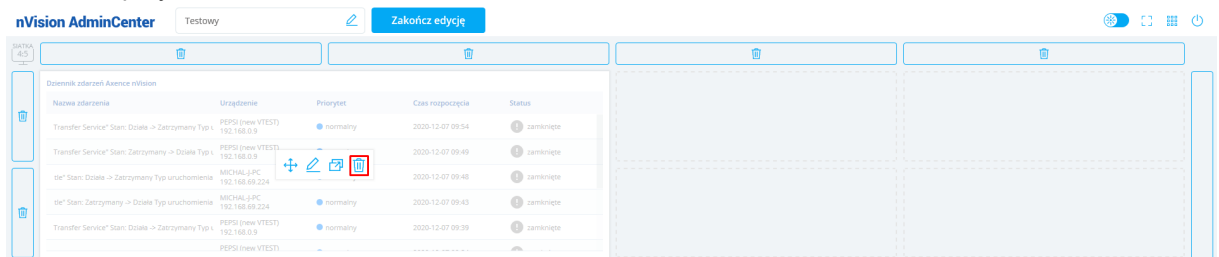 nVision AdminCenter
Testowy
Zakończ edycję
SIATKA
4:5
Dziennik zdarzeń Axence nVision
Nazwa zdarzenia Urządzenie Priorytet Czas rozpoczęcia Status
Transfer Service" Stan: Działa -> Zatrzymany Typ u PEPSI (new VTEST) 192.168.0.9 normalny 2020-12-07 09:54 zamknięte
Transfer Service" Stan: Zatrzymany -> Działa Typ u PEPSI (new VTEST) 192.168.0.9 2020-12-07 09:49 zamknięte
tle" Stan: Działa -> Zatrzymany Typ uruchomienia MICHAL-J-PC 192.168.69.224 normalny 2020-12-07 09:48 zamknięte
tle" Stan: Zatrzymany -> Działa Typ uruchomienia MICHAL-J-PC 192.168.69.224 normalny 2020-12-07 09:43 zamknięte
Transfer Service" Stan: Działa -> Zatrzymany Typ u PEPSI (new VTEST) 192.168.0.9 normalny 2020-12-07 09:39 zamknięte
PEPSI (new VTEST)